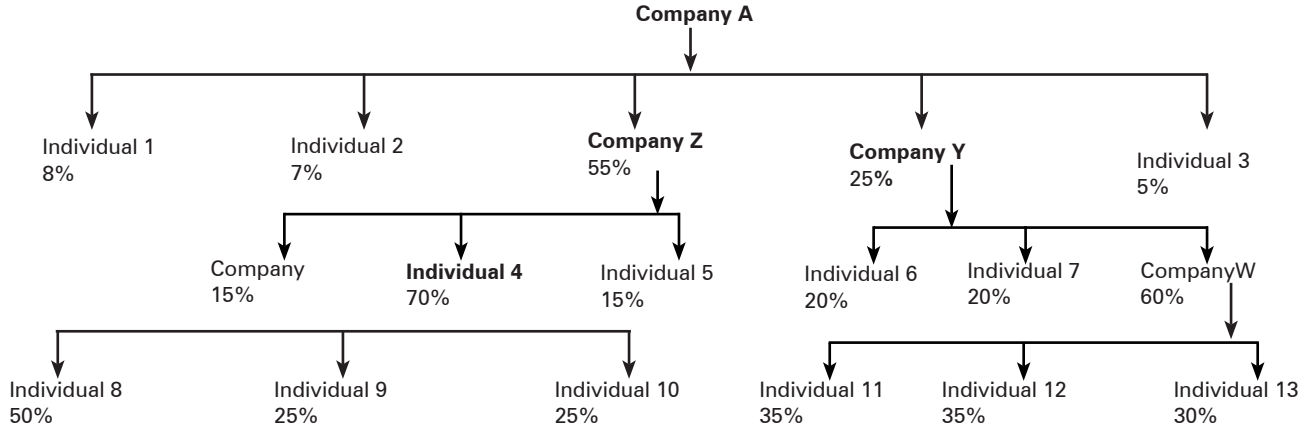 Company A
Individual 1
8%
Individual 2
7%
Company Z
55%
Company Y
25%
Individual 3
5%
Company
15%
Individual 4
70%
Individual 5
15%
Individual 6
20%
Individual 7
20%
CompanyW
60%
Individual 8
50%
Individual 9
25%
Individual 10
25%
Individual 11
35%
Individual 12
35%
Individual 13
30%